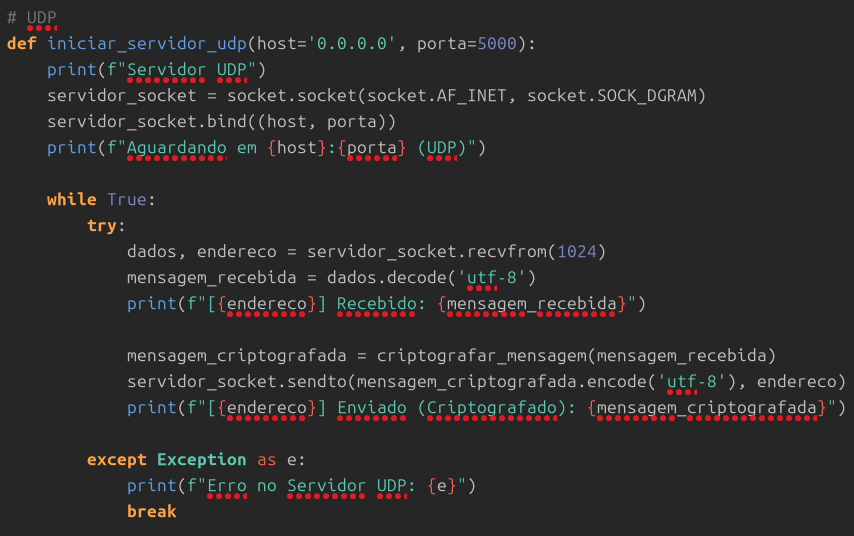 # UDP
def iniciar_servidor_udp(host='0.0.0.0', porta=5000):
    print(f"Servidor UDP")
    servidor_socket = socket.socket(socket.AF_INET, socket.SOCK_DGRAM)
    servidor_socket.bind((host, porta))
    print(f"Aguardando em {host}:{porta} (UDP)")

    while True:
        try:
            dados, endereco = servidor_socket.recvfrom(1024)
            mensagem_recebida = dados.decode('utf-8')
            print(f"[{endereco}] Recebido: {mensagem_recebida}")

            mensagem_criptografada = criptografar_mensagem(mensagem_recebida)
            servidor_socket.sendto(mensagem_criptografada.encode('utf-8'), endereco)
            print(f"[{endereco}] Enviado (Criptografado): {mensagem_criptografada}")

        except Exception as e:
            print(f"Erro no Servidor UDP: {e}")
            break